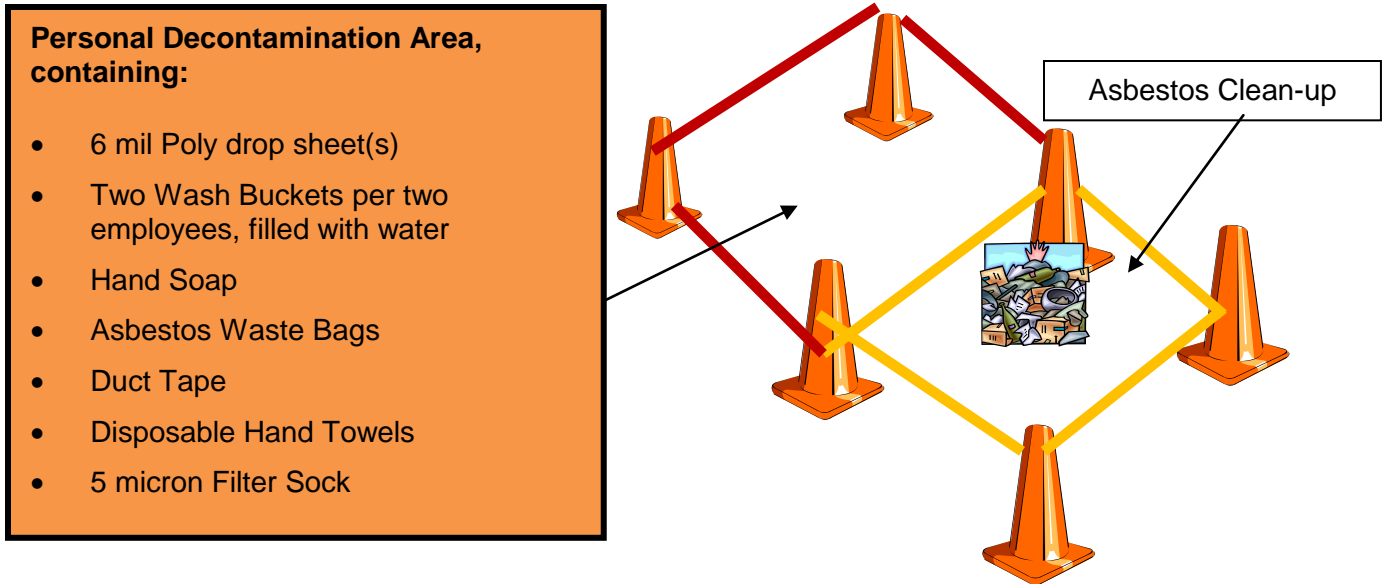 Personal Decontamination Area,
containing:
• 6 mil Poly drop sheet(s)
• Two Wash Buckets per two
employees, filled with water
• Hand Soap
• Asbestos Waste Bags
• Duct Tape
• Disposable Hand Towels
• 5 micron Filter Sock
Asbestos Clean-up